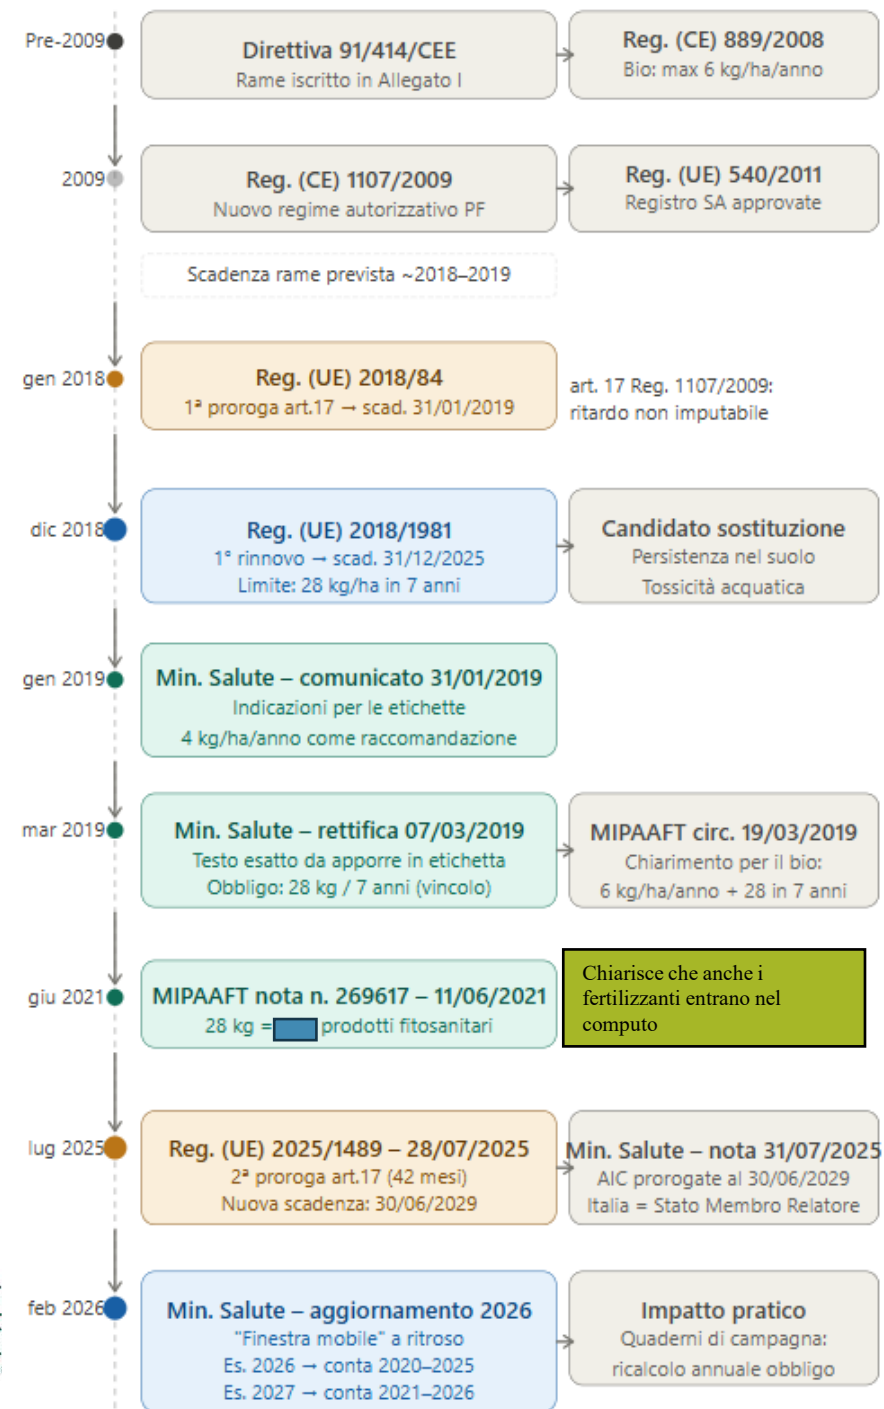 Pre-2009
Direttiva 91/414/CEE
Rame iscritto in Allegato I
Reg. (CE) 889/2008
Bio: max 6 kg/ha/anno
2009
Reg. (CE) 1107/2009
Nuovo regime autorizzativo PF
Reg. (UE) 540/2011
Registro SA approvate
Scadenza rame prevista ~2018–2019
gen 2018
Reg. (UE) 2018/84
1ª proroga art.17 → scad. 31/01/2019
art. 17 Reg. 1107/2009:
ritardo non imputabile
dic 2018
Reg. (UE) 2018/1981
1° rinnovo → scad. 31/12/2025
Limite: 28 kg/ha in 7 anni
Candidato sostituzione
Persistenza nel suolo
Tossicità acquatica
gen 2019
Min. Salute – comunicato 31/01/2019
Indicazioni per le etichette
4 kg/ha/anno come raccomandazione
mar 2019
Min. Salute – rettifica 07/03/2019
Testo esatto da apporre in etichetta
Obbligo: 28 kg / 7 anni (vincolo)
MIPAAFT circ. 19/03/2019
Chiarimento per il bio:
6 kg/ha/anno + 28 in 7 anni
giu 2021
MIPAAFT nota n. 269617 – 11/06/2021
28 kg = prodotti fitosanitari
Chiarisce che anche i
fertilizzanti entrano nel
computo
lug 2025
Reg. (UE) 2025/1489 – 28/07/2025
2ª proroga art.17 (42 mesi)
Nuova scadenza: 30/06/2029
Min. Salute – nota 31/07/2025
AIC prorogate al 30/06/2029
Italia = Stato Membro Relatore
feb 2026
Min. Salute – aggiornamento 2026
"Finestra mobile" a ritroso
Es. 2026 → conta 2020–2025
Es. 2027 → conta 2021–2026
Impatto pratico
Quaderni di campagna:
ricalcolo annuale obbligo